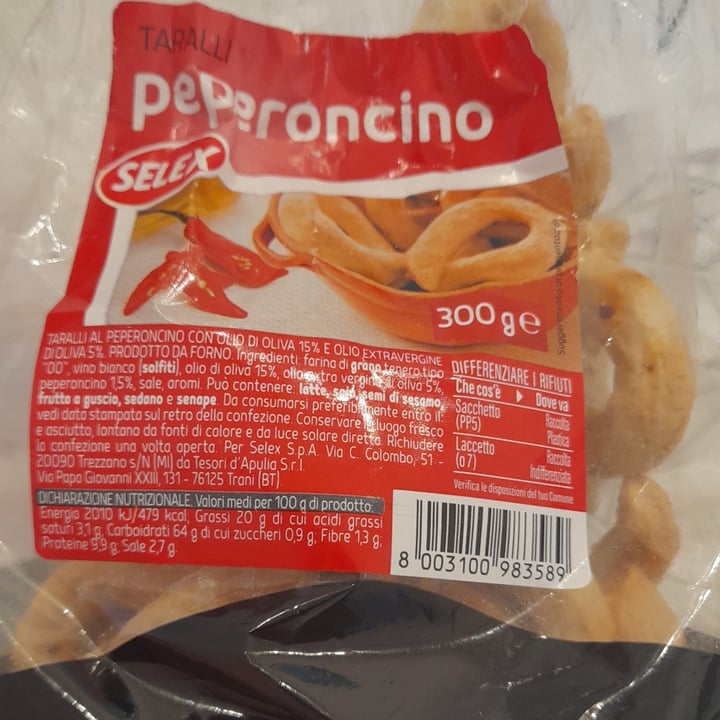 TARALLI
pePeroncino
SELEX
300 g e
TARALLI AL PEPERONCINO CON OLIO DI OLIVA 15% E OLIO EXTRAVERGINE
DI OLIVA 5%. PRODOTTO DA FORNO. Ingredienti: farina di grano tenero tipo
"00", vino bianco (solfiti), olio di oliva 15%, olio extra vergine di oliva 5%,
peperoncino 1,5%, sale, aromi. Può contenere: latte, soia, semi di sesamo,
frutta a guscio, sedano e senape. Da consumarsi preferibilmente entro il:
vedi data stampata sul retro della confezione. Conservare in luogo fresco
e asciutto, lontano da fonti di calore e da luce solare diretta. Richiudere
la confezione una volta aperta. Per Selex S.p.A. Via C. Colombo, 51 -
20090 Trezzano s/N (MI) da Tesori d'Apulia S.r.l.
Via Papa Giovanni XXIII, 131 - 76125 Trani (BT)
DICHIARAZIONE NUTRIZIONALE. Valori medi per 100 g di prodotto:
Energia 2010 kJ/479 kcal; Grassi 20 g di cui acidi grassi
saturi 3,1 g; Carboidrati 64 g di cui zuccheri 0,9 g; Fibre 1,3 g;
Proteine 9,9 g; Sale 2,7 g.
DIFFERENZIARE I RIFIUTI
Che cos'è Dove va
Sacchetto Raccolta
(PP5) Plastica
Laccetto Raccolta
(o 7) Indifferenziata
Verifica le disposizioni del tuo Comune
8 003100 983589
Suggerimento di